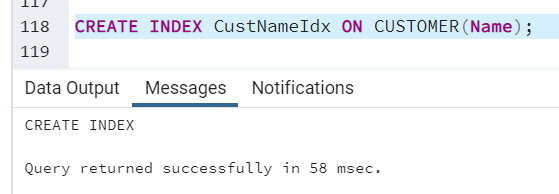 117
118 CREATE INDEX CustNameIdx ON CUSTOMER(Name);
119
Data Output Messages Notifications
CREATE INDEX
Query returned successfully in 58 msec.